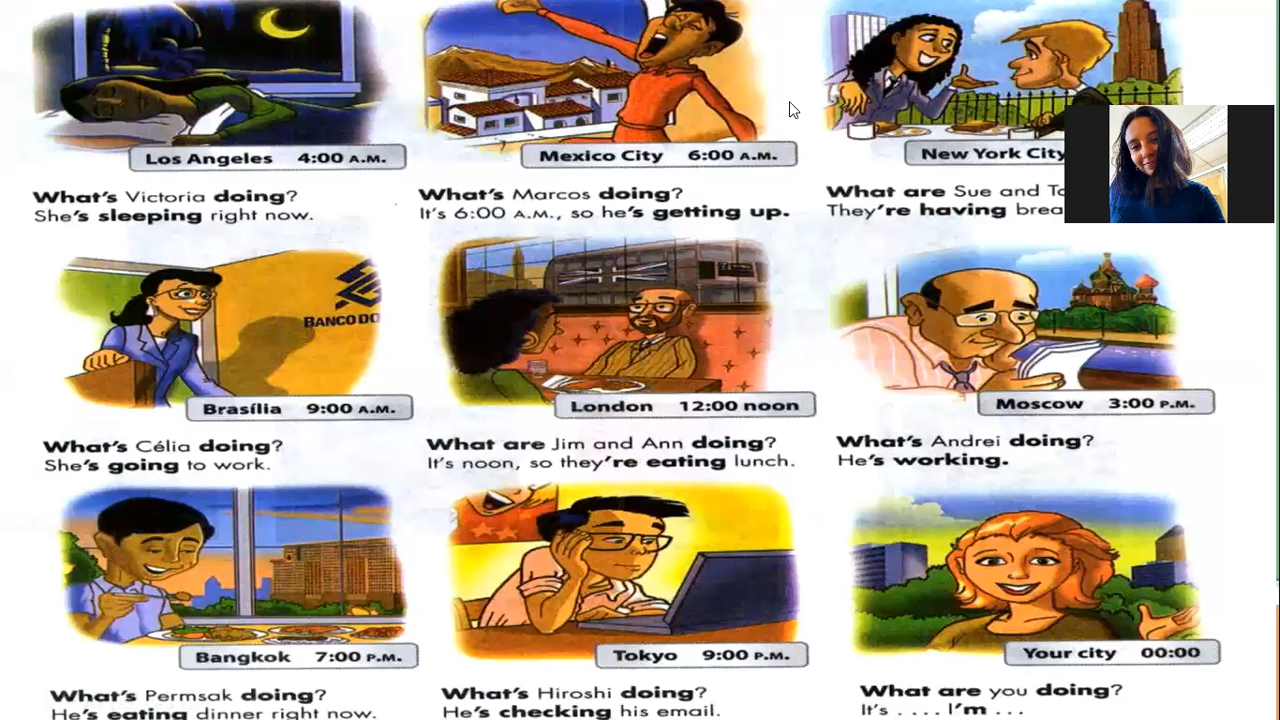 Los Angeles 4:00 A.M.
What's Victoria doing?
She's sleeping right now.
Mexico City 6:00 A.M.
What's Marcos doing?
It's 6:00 A.M., so he's getting up.
New York City
What are Sue and
They're having
BANCO DO
Brasília 9:00 A.M.
What's Célia doing?
She's going to work.
London 12:00 noon
What are Jim and Ann doing?
It's noon, so they're eating lunch.
Moscow 3:00 P.M.
What's Andrei doing?
He's working.
Bangkok 7:00 P.M.
What's Permsak doing?
He's eating dinner right now.
Tokyo 9:00 P.M.
What's Hiroshi doing?
He's checking his email.
Your city 00:00
What are you doing?
It's .... I'm ...